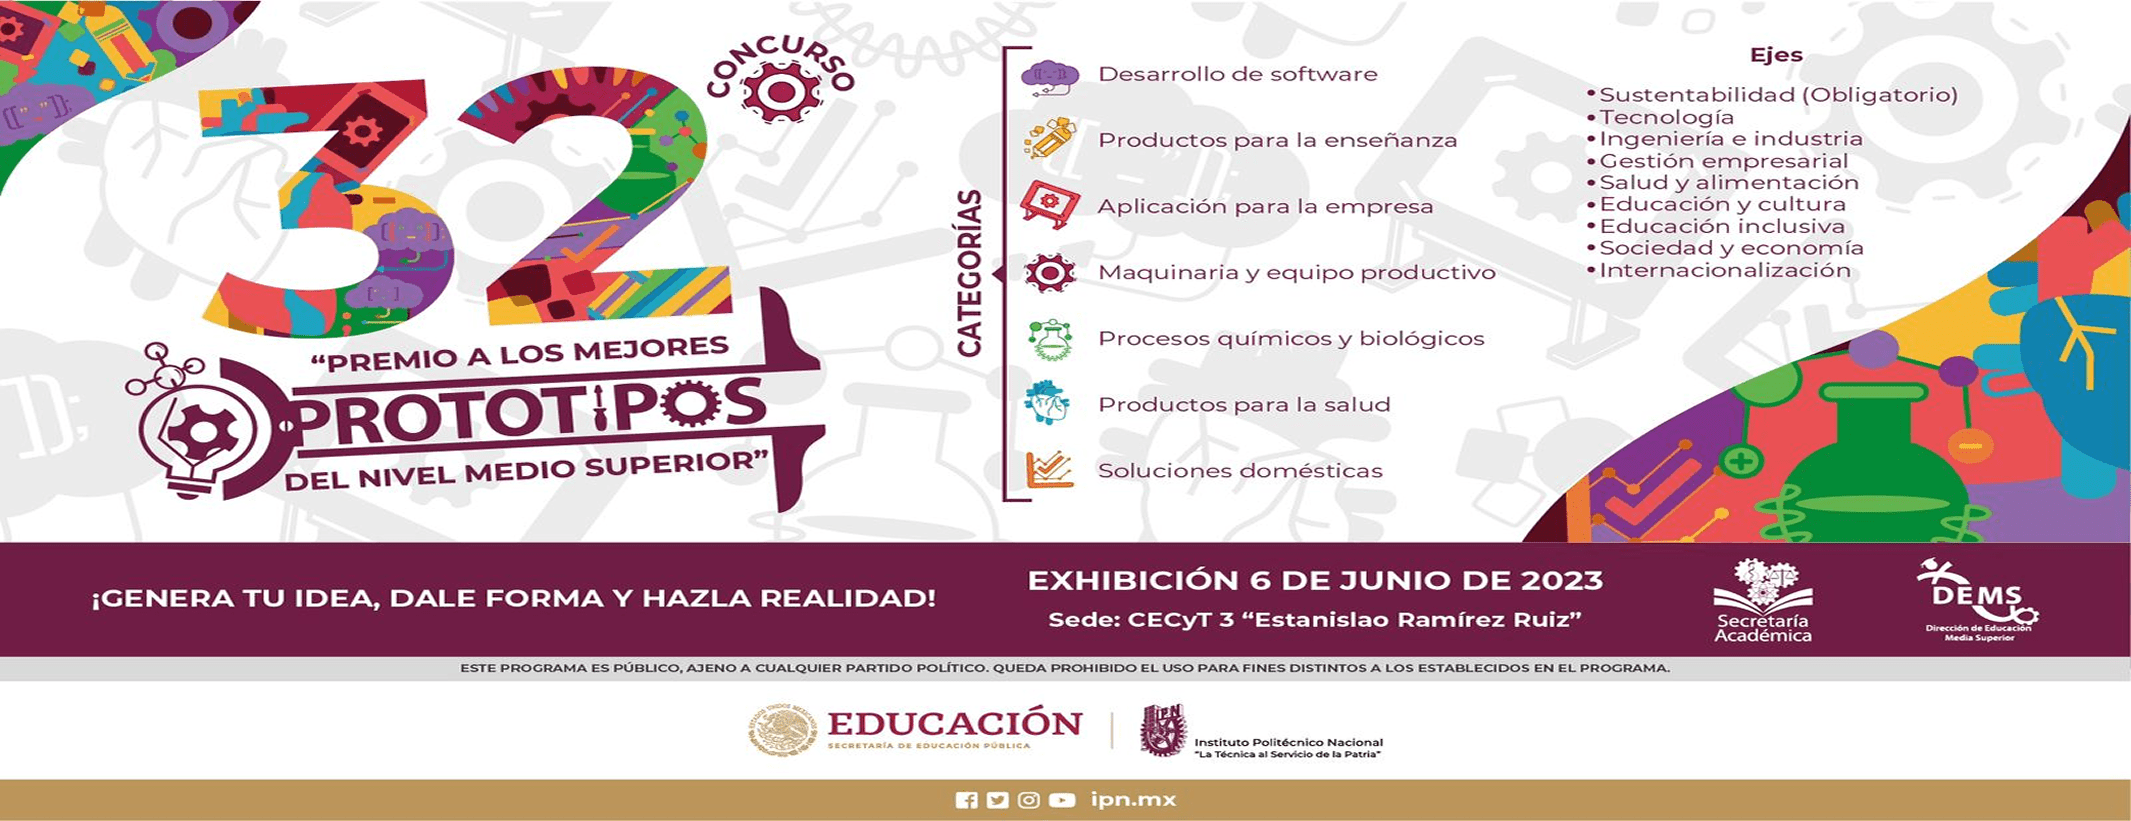 32
CONCURSO
“PREMIO A LOS MEJORES
PROTOTIPOS
DEL NIVEL MEDIO SUPERIOR”
CATEGORÍAS
Desarrollo de software
Productos para la enseñanza
Aplicación para la empresa
Maquinaria y equipo productivo
Procesos químicos y biológicos
Productos para la salud
Soluciones domésticas
Ejes
•Sustentabilidad (Obligatorio)
•Tecnología
•Ingeniería e industria
•Gestión empresarial
•Salud y alimentación
•Educación y cultura
•Educación inclusiva
•Sociedad y economía
•Internacionalización
¡GENERA TU IDEA, DALE FORMA Y HAZLA REALIDAD!
EXHIBICIÓN 6 DE JUNIO DE 2023
Sede: CECyT 3 “Estanislao Ramírez Ruiz”
Secretaría
Académica
DEMS
Dirección de Educación
Media Superior
ESTE PROGRAMA ES PÚBLICO, AJENO A CUALQUIER PARTIDO POLÍTICO. QUEDA PROHIBIDO EL USO PARA FINES DISTINTOS A LOS ESTABLECIDOS EN EL PROGRAMA.
ESTADOS UNIDOS MEXICANOS
EDUCACIÓN
SECRETARÍA DE EDUCACIÓN PÚBLICA
IPN
Instituto Politécnico Nacional
“La Técnica al Servicio de la Patria”
ipn.mx